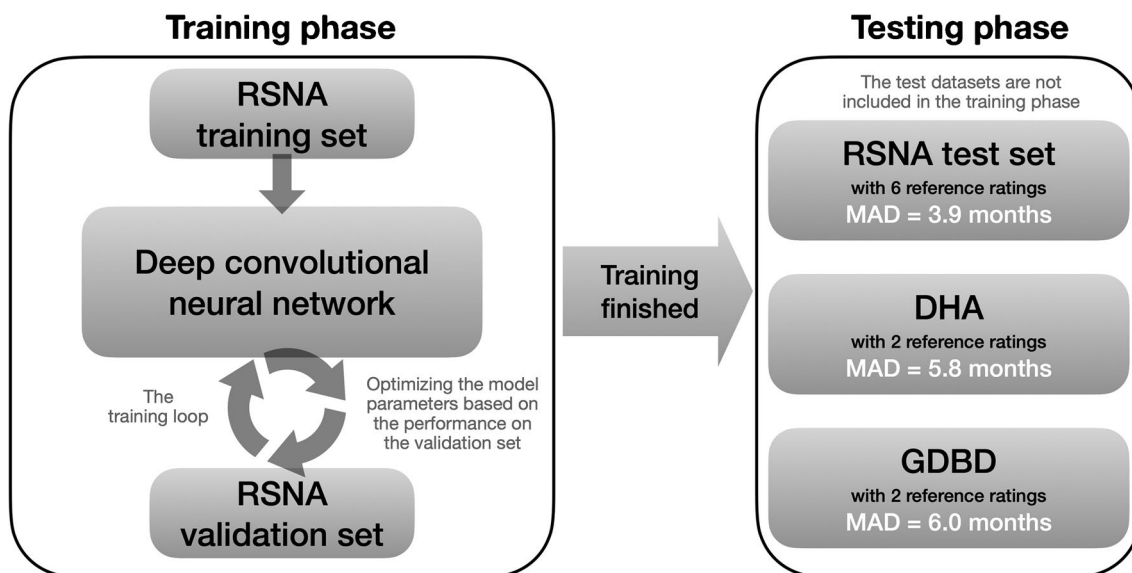 Training phase
RSNA
training set
Deep convolutional
neural network
The
training loop
Optimizing the model
parameters based on
the performance on
the validation set
RSNA
validation set
Training
finished
Testing phase
The test datasets are not
included in the training phase
RSNA test set
with 6 reference ratings
MAD = 3.9 months
DHA
with 2 reference ratings
MAD = 5.8 months
GDBD
with 2 reference ratings
MAD = 6.0 months